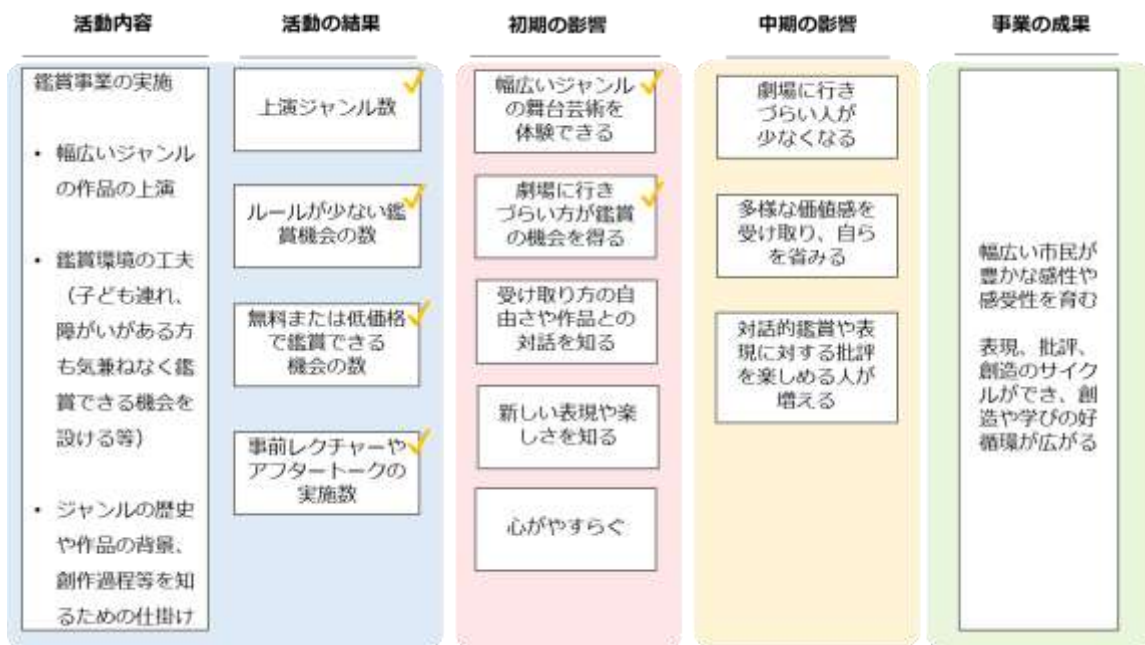 活動内容
活動の結果
初期の影響
中期の影響
事業の成果
鑑賞事業の実施
• 幅広いジャンル
の作品の上演
• 鑑賞環境の工夫
（子ども連れ、
障がいがある方
も気兼ねなく鑑
賞できる機会を
設ける等）
• ジャンルの歴史
や作品の背景、
創作過程等を知
るための仕掛け
上演ジャンル数
ルールが少ない鑑
賞機会の数
無料または低価格
で鑑賞できる
機会の数
事前レクチャーや
アフタートークの
実施数
幅広いジャンル
の舞台芸術を
体験できる
劇場に行き
づらい方が鑑賞
の機会を得る
受け取り方の自
由さや作品との
対話を知る
新しい表現や楽
しさを知る
心がやすらぐ
劇場に行き
づらい人が
少なくなる
多様な価値感を
受け取り、自ら
を省みる
対話的鑑賞や表
現に対する批評
を楽しめる人が
増える
幅広い市民が
豊かな感性や
感受性を育む
表現、批評、
創造のサイク
ルができ、創
造や学びの好
循環が広がる